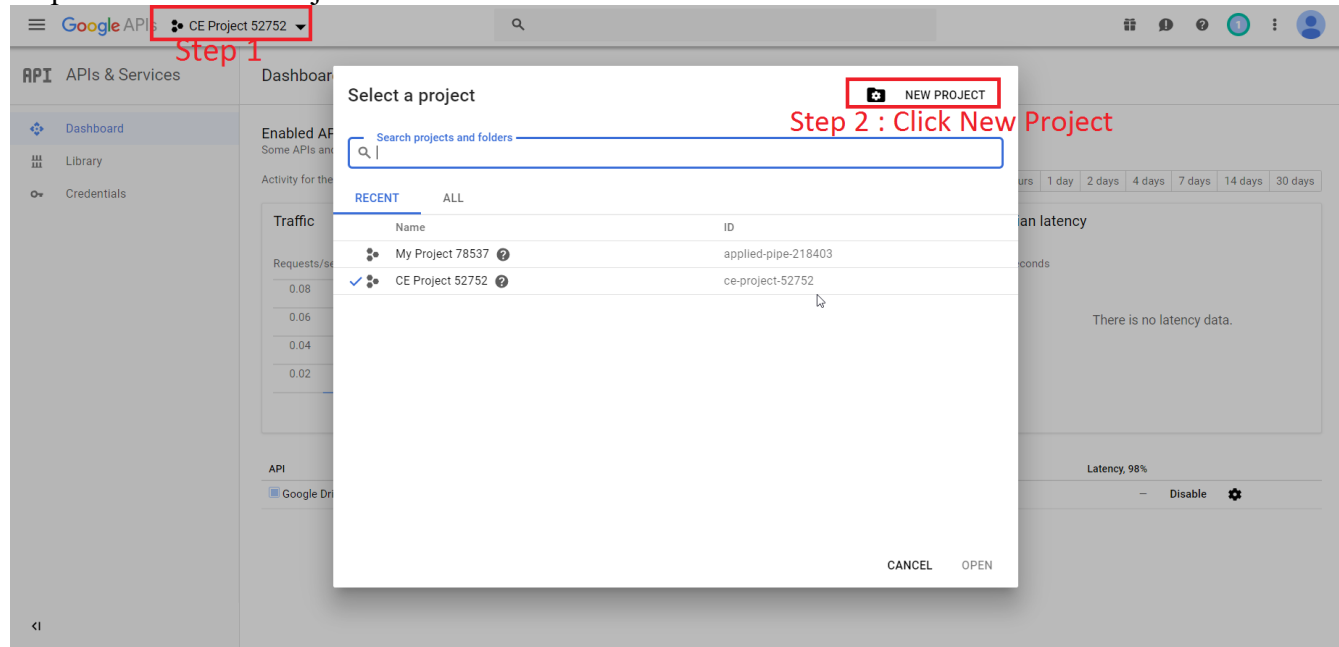 Google APIs CE Project 52752
Step 1
API APIs & Services
Dashboar
Select a project
NEW PROJECT
Step 2 : Click New Project
Dashboard
Library
Credentials
Enabled AP
Some APIs and
Activity for the
Search projects and folders
urs 1 day 2 days 4 days 7 days 14 days 30 days
RECENT ALL
Traffic
ian latency
Name ID
My Project 78537 applied-pipe-218403
CE Project 52752 ce-project-52752
Requests/se
econds
0.08
0.06
0.04
0.02
There is no latency data.
API
Latency, 98%
Google Dri
– Disable
CANCEL OPEN